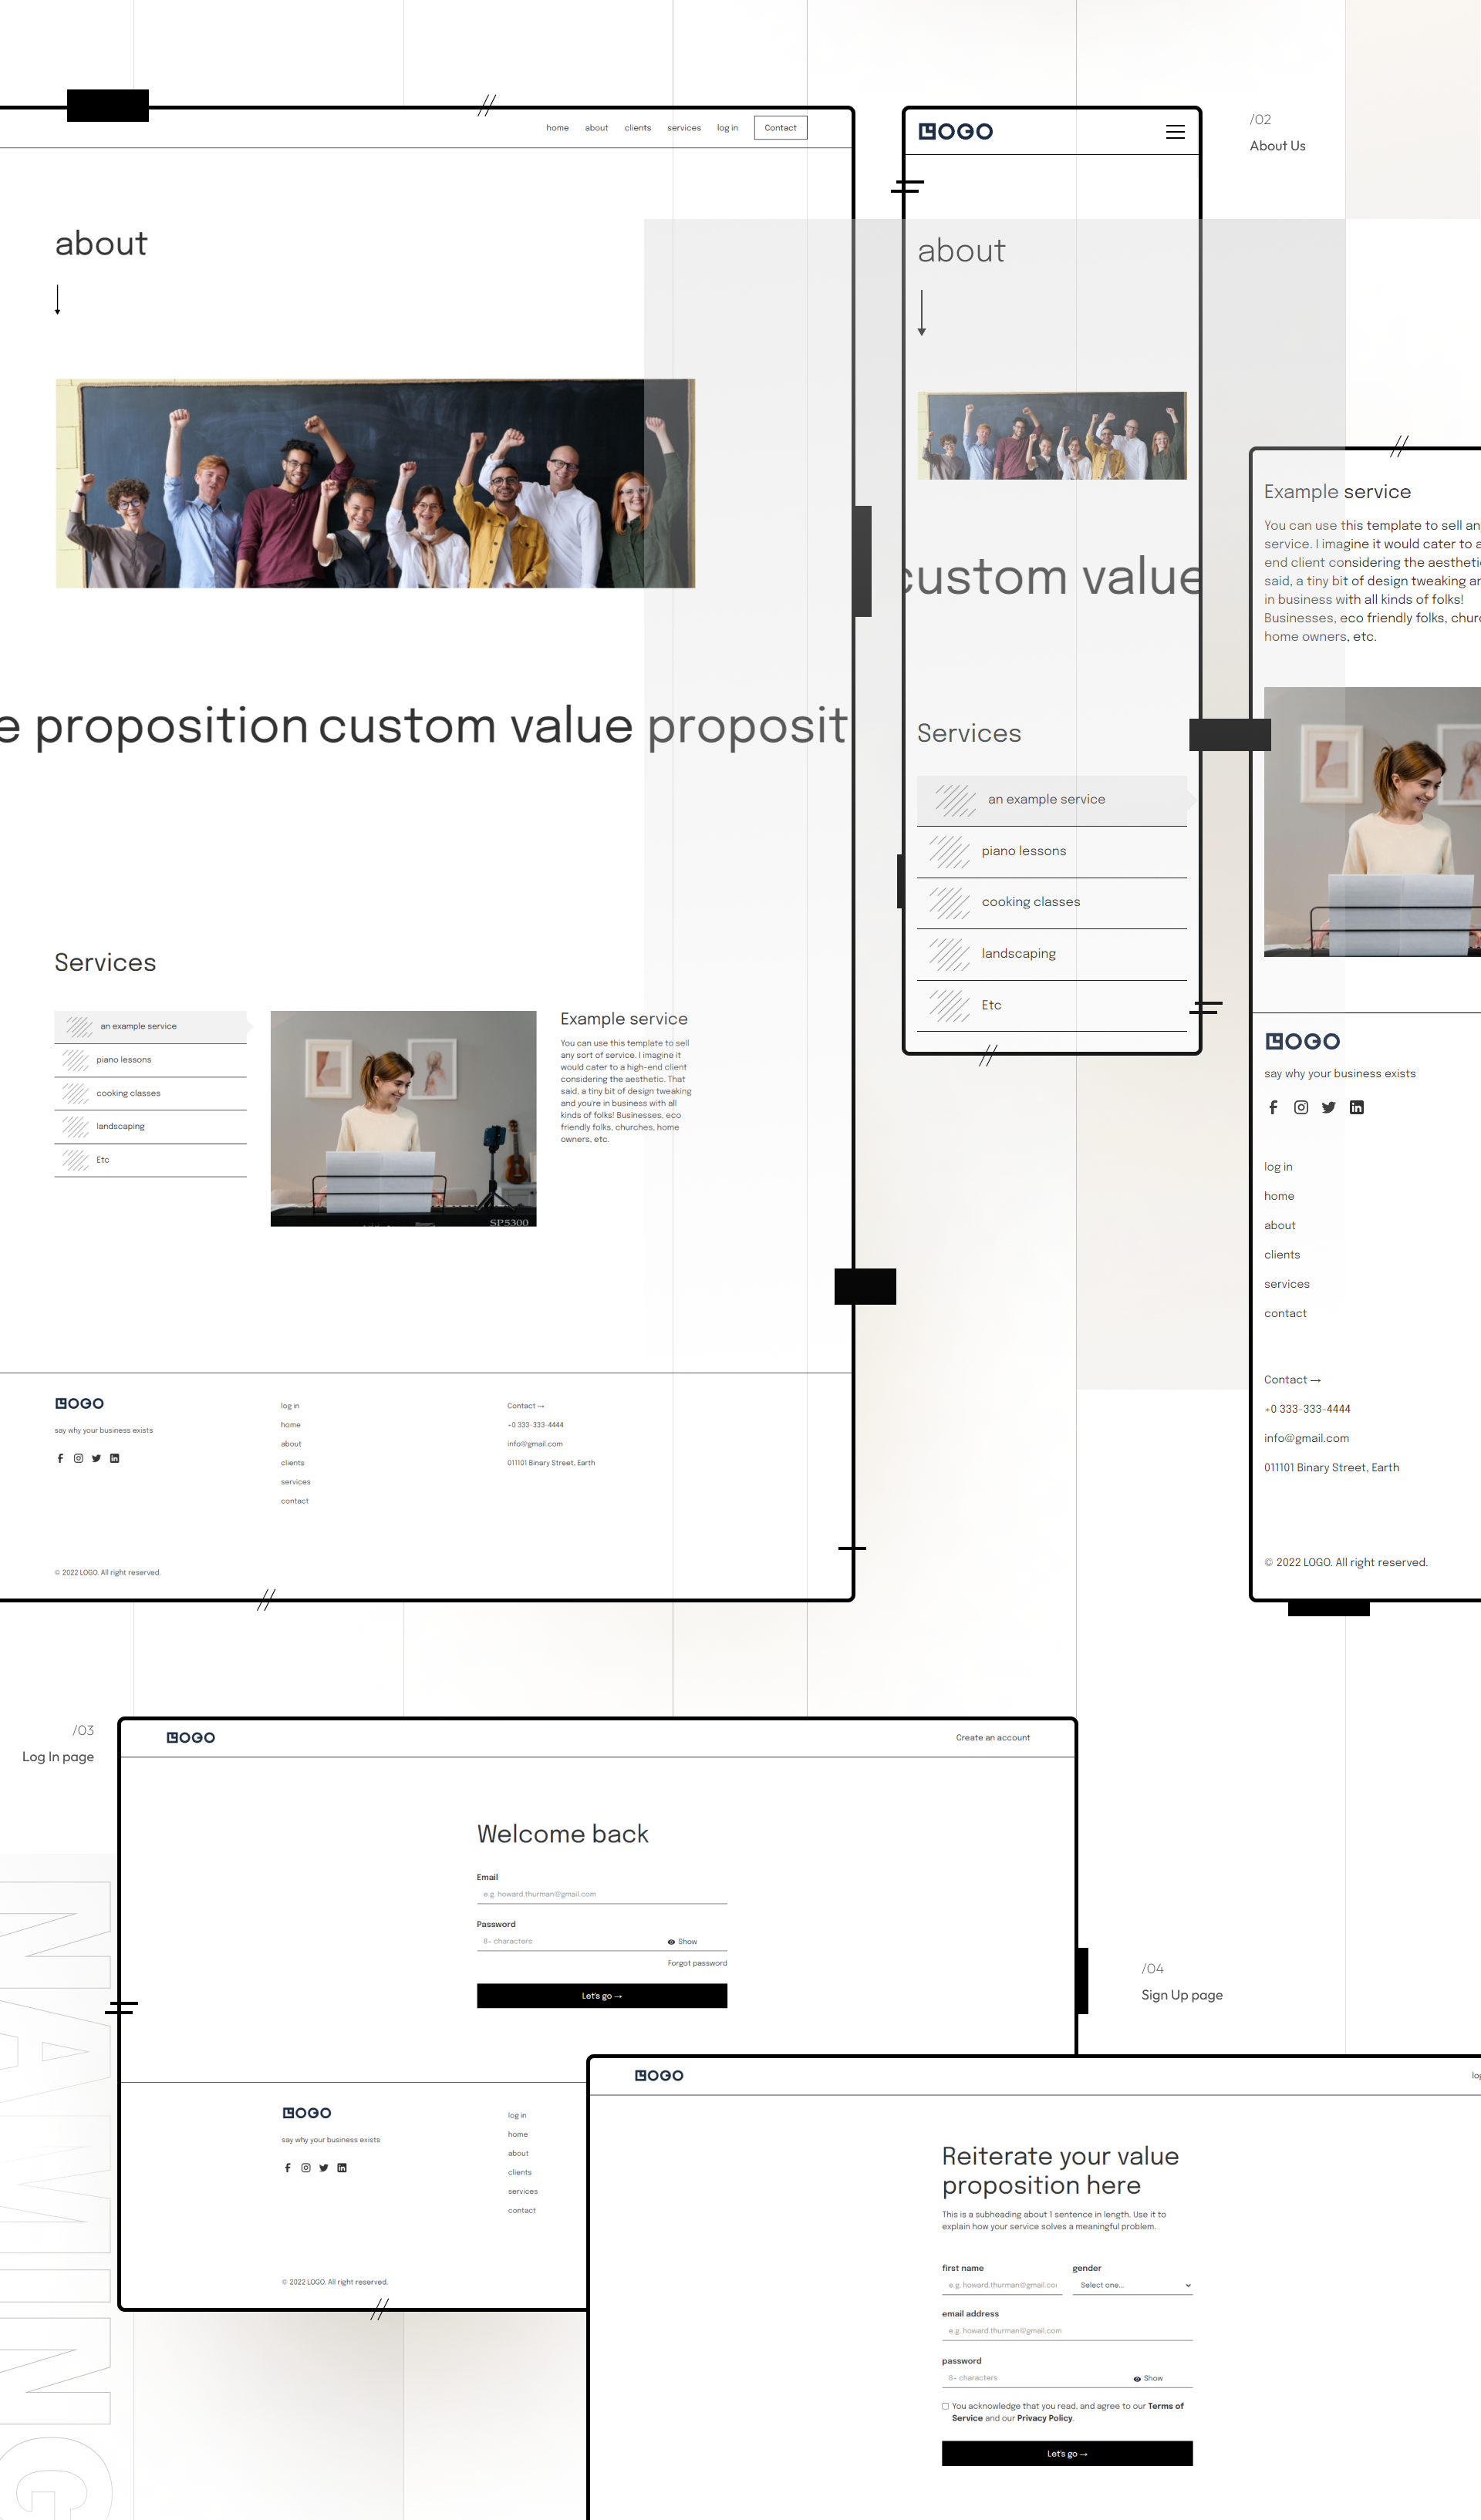 home about clients services log in Contact
about
e proposition custom value proposit
Services
an example service
piano lessons
cooking classes
landscaping
Etc
SP5300
Example service
You can use this template to sell
any sort of service. I imagine it
would cater to a high-end client
considering the aesthetic. That
said, a tiny bit of design tweaking
and you're in business with all
kinds of folks! Businesses, eco
friendly folks, churches, home
owners, etc.
LOGO
say why your business exists
log in
home
about
clients
services
contact
Contact →
+0 333-333-4444
info@gmail.com
011101 Binary Street, Earth
© 2022 LOGO. All right reserved.
LOGO
about
custom value
Services
an example service
piano lessons
cooking classes
landscaping
Etc
/02
About Us
Example service
You can use this template to sell an
service. I imagine it would cater to a
end client considering the aestheti
said, a tiny bit of design tweaking a
in business with all kinds of folks!
Businesses, eco friendly folks, chur
home owners, etc.
LOGO
say why your business exists
log in
home
about
clients
services
contact
Contact →
+0 333-333-4444
info@gmail.com
011101 Binary Street, Earth
© 2022 LOGO. All right reserved.
/03
Log In page
LOGO
Create an account
Welcome back
Email
e.g. howard.thurman@gmail.com
Password
8+ characters Show
Forgot password
Let's go →
LOGO
say why your business exists
log in
home
about
clients
services
contact
© 2022 LOGO. All right reserved.
/04
Sign Up page
LOGO
log
Reiterate your value
proposition here
This is a subheading about 1 sentence in length. Use it to
explain how your service solves a meaningful problem.
first name gender
e.g. howard.thurman@gmail.co Select one...
email address
e.g. howard.thurman@gmail.com
password
8+ characters Show
You acknowledge that you read, and agree to our Terms of
Service and our Privacy Policy.
Let's go →
NAMING